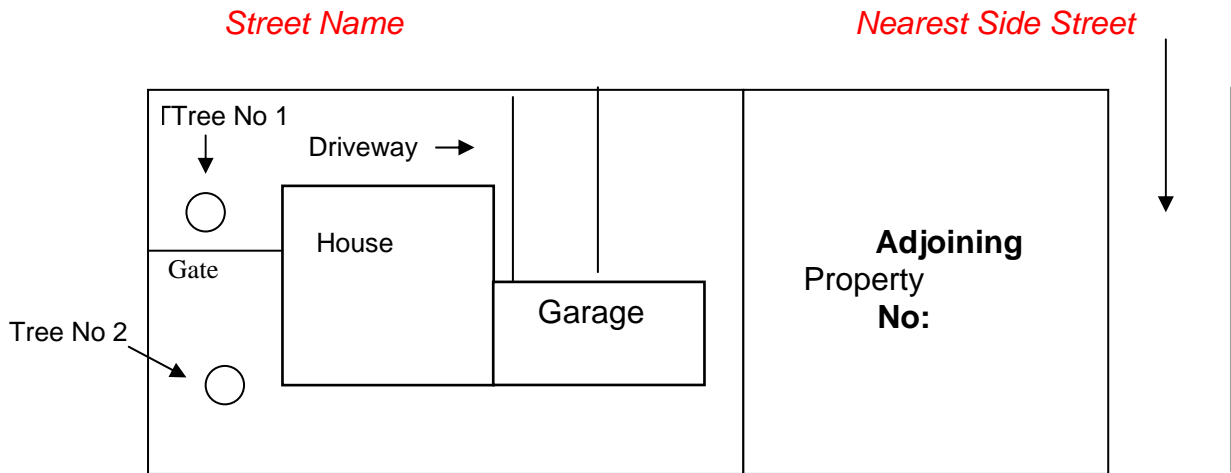 Street Name
Nearest Side Street
Tree No 1
Driveway
House
Adjoining
Gate
Property
Garage
No:
Tree No 2